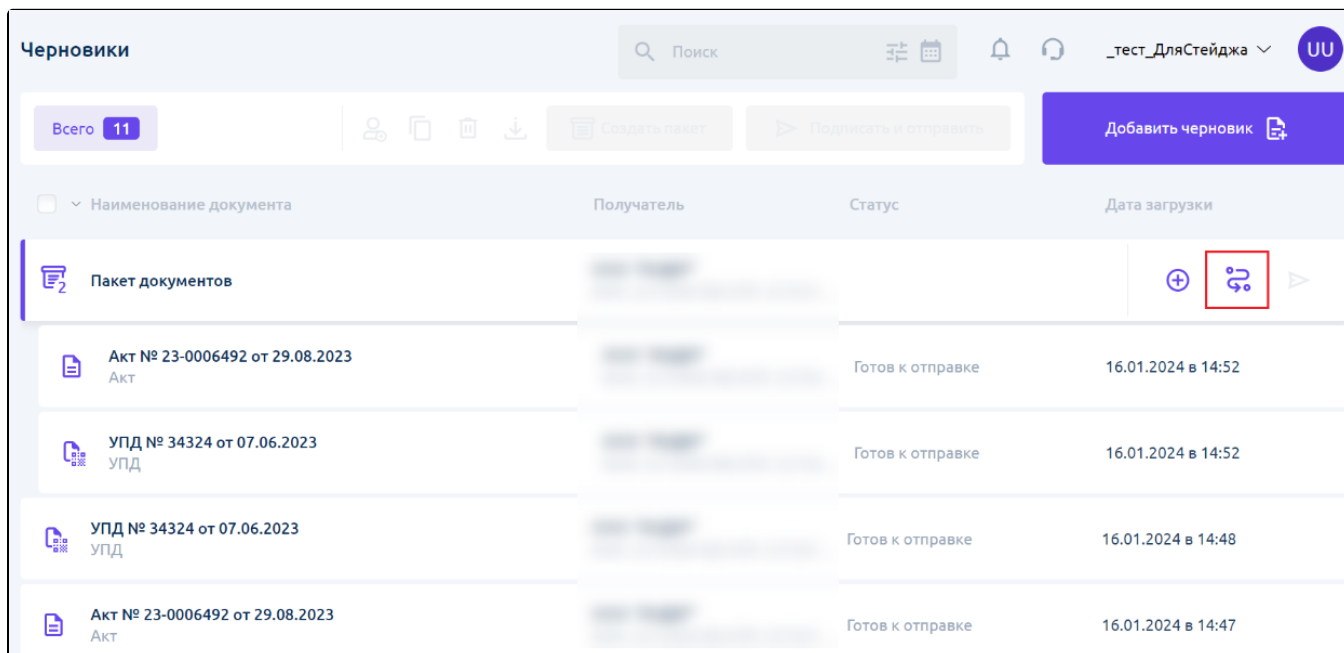 Черновики
Поиск
_тест_ДляСтейджа
UU
Всего 11
Создать пакет
Подписать и отправить
Добавить черновик
Наименование документа Получатель Статус Дата загрузки
2 Пакет документов
Акт № 23-0006492 от 29.08.2023
Акт
Готов к отправке
16.01.2024 в 14:52
УПД № 34324 от 07.06.2023
УПД
Готов к отправке
16.01.2024 в 14:52
УПД № 34324 от 07.06.2023
УПД
Готов к отправке
16.01.2024 в 14:48
Акт № 23-0006492 от 29.08.2023
Акт
Готов к отправке
16.01.2024 в 14:47